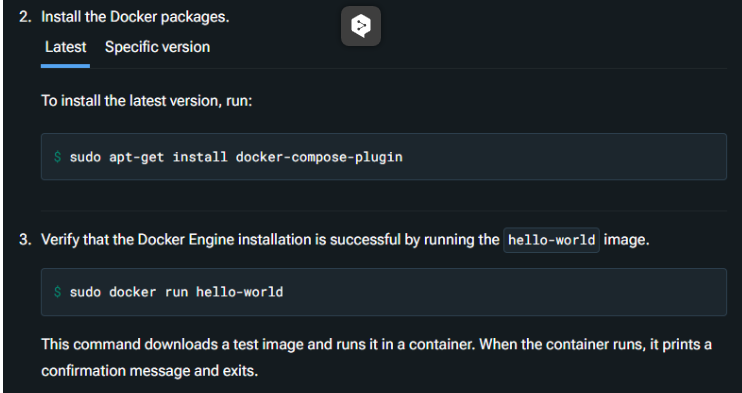 2. Install the Docker packages.
Latest Specific version
To install the latest version, run:
$ sudo apt-get install docker-compose-plugin
3. Verify that the Docker Engine installation is successful by running the hello-world image.
$ sudo docker run hello-world
This command downloads a test image and runs it in a container. When the container runs, it prints a
confirmation message and exits.